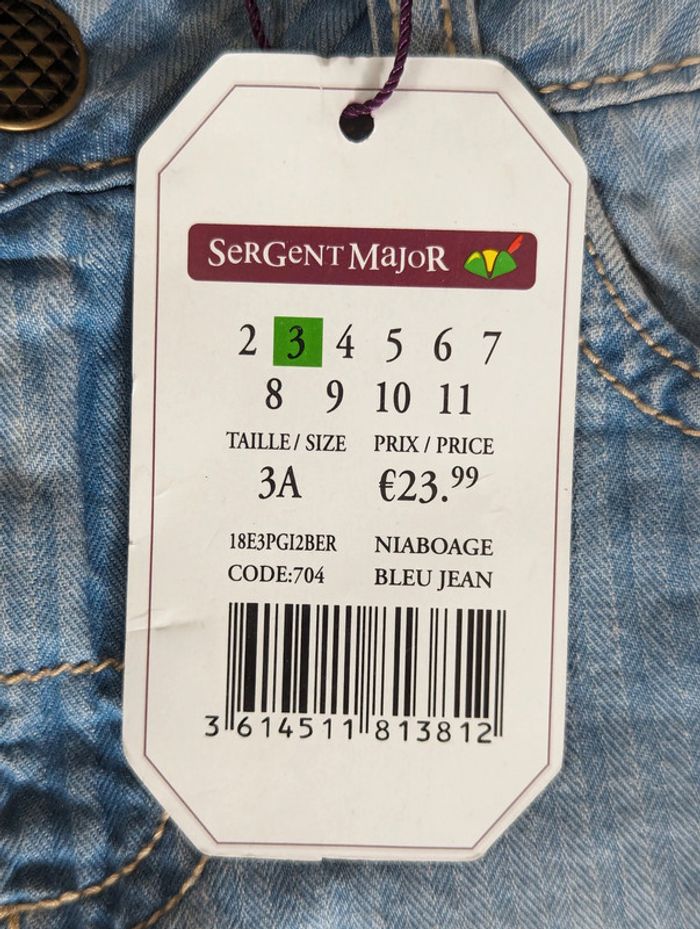 SERGENT MAJOR
2 3 4 5 6 7
8 9 10 11
TAILLE / SIZE PRIX / PRICE
3A €23.99
18E3PGI2BER NIABOAGE
CODE:704 BLEU JEAN
3 614511 813812